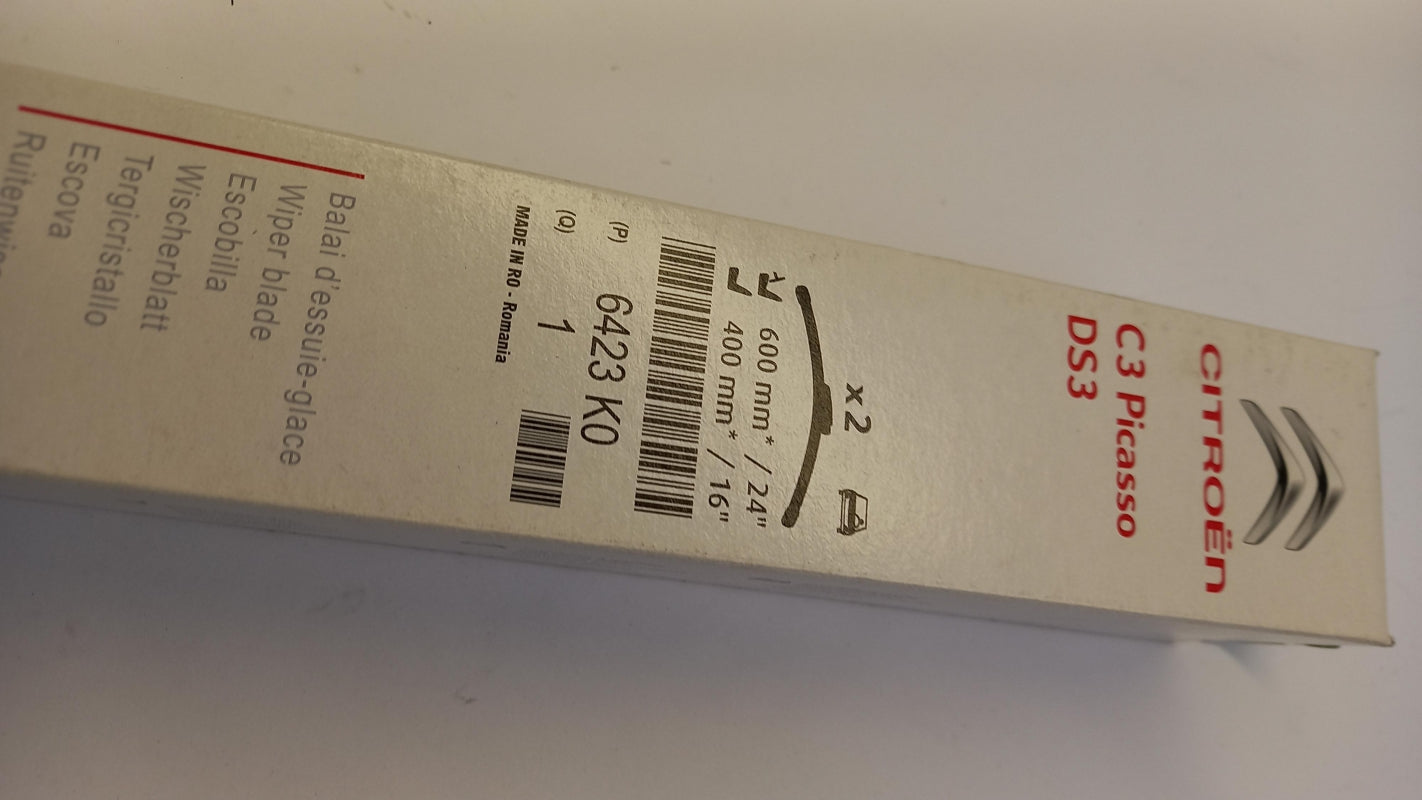 CITROËN
C3 Picasso
DS3
x2
600 mm* / 24"
400 mm* / 16"
(P) 6423 K0
(Q) 1
MADE IN RO - Romania
Balai d'essuie-glace
Wiper blade
Escobilla
Wischerblatt
Tergicristallo
Escova